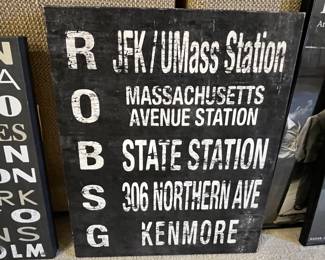 R JFK/UMass Station
O MASSACHUSETTS
AVENUE STATION
B STATE STATION
S 306 NORTHERN AVE
G KENMORE